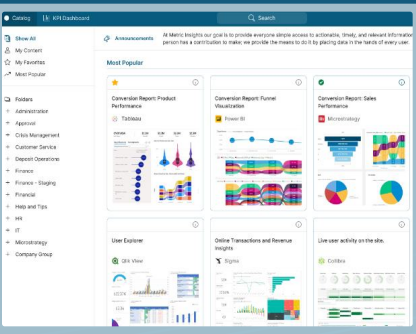 Catalog
KPI Dashboard
Search
Show All
My Content
My Favorites
Most Popular
Announcements
At Metric Insights our goal is to provide everyone simple access to actionable, timely, and relevant information
person has a contribution to make; we provide the means to do it by placing data in the hands of every user.
Most Popular
Folders
Administration
Approver
Crisis Management
Customer Service
Deposit Operations
Finance
Finance - Staging
Financial
Help and Tips
HR
IT
Microstrategy
Company Group
Conversion Report: Product
Performance
Tableau
Conversion Report: Funnel
Visualization
Power BI
Conversion Report: Sales
Performance
Microstrategy
User Explorer
Qlik View
Online Transactions and Revenue
Insights
Sigma
Live user activity on the site.
Collibra